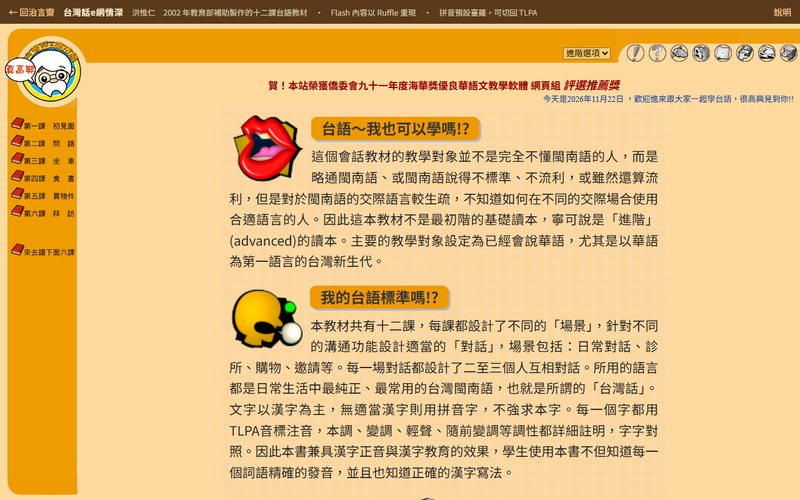 ← 回治言齋 台灣話e網情深 洪惟仁 2002 年教育部補助製作的十二課台語教材 · Flash 內容以 Ruffle 重現 · 拼音預設臺羅，可切回 TLPA 說明
進階選項
真高興
賀！本站榮獲僑委會九十一年度海華獎優良華語文教學軟體 網頁組 評選推薦獎
今天是2026年11月22日 ，歡迎進來跟大家一起學台語，很高興見到你!!
第一課 初見面
第二課 問 路
第三課 坐 車
第四課 食 晝
第五課 買物件
第六課 拜 訪
來去讀下面六課
台語～我也可以學嗎!?
這個會話教材的教學對象並不是完全不懂閩南語的人，而是
略通閩南語、或閩南語說得不標準、不流利，或雖然還算流
利，但是對於閩南語的交際語言較生疏，不知道如何在不同的交際場合使用
合適語言的人。因此這本教材不是最初階的基礎讀本，寧可說是「進階」
(advanced)的讀本。主要的教學對象設定為已經會說華語，尤其是以華語
為第一語言的台灣新生代。
我的台語標準嗎!?
本教材共有十二課，每課都設計了不同的「場景」，針對不同
的溝通功能設計適當的「對話」，場景包括：日常對話、診
所、購物、邀請等。每一場對話都設計了二至三個人互相對話。所用的語言
都是日常生活中最純正、最常用的台灣閩南語，也就是所謂的「台灣話」。
文字以漢字為主，無適當漢字則用拼音字，不強求本字。每一個字都用
TLPA音標注音，本調、變調、輕聲、隨前變調等調性都詳細註明，字字對
照。因此本書兼具漢字正音與漢字教育的效果，學生使用本書不但知道每一
個詞語精確的發音，並且也知道正確的漢字寫法。